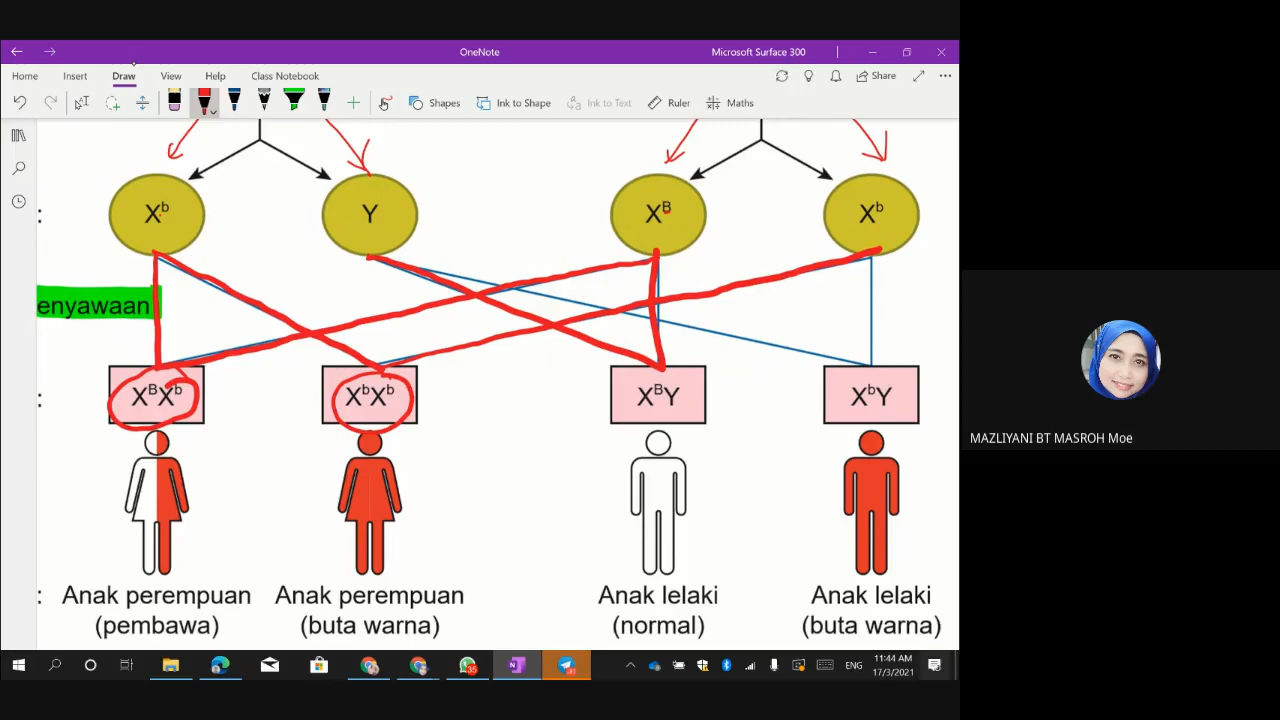 OneNote
Microsoft Surface 300
Home Insert Draw View Help Class Notebook Share
Shapes Ink to Shape Ink to Text Ruler Maths
: Xᵇ Y Xᴮ Xᵇ
enyawaan
: XᴮXᵇ XᵇXᵇ XᴮY XᵇY
MAZLIYANI BT MASROH Moe
: Anak perempuan Anak perempuan Anak lelaki Anak lelaki
(pembawa) (buta warna) (normal) (buta warna)
35
ENG
11:44 AM
17/3/2021